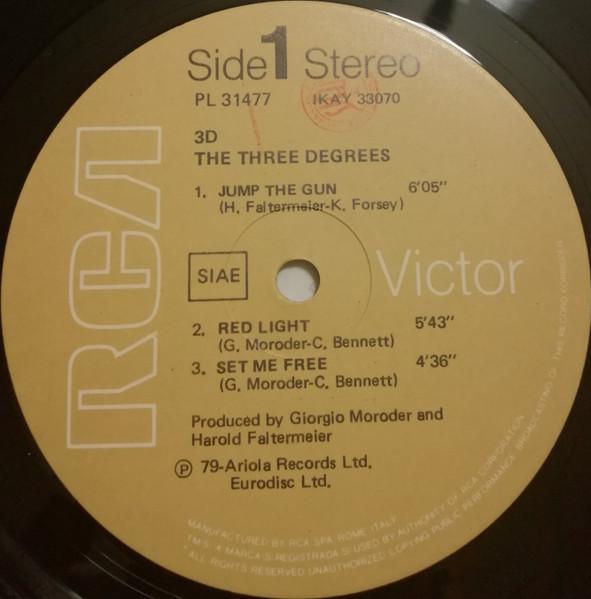 Side 1 Stereo
PL 31477 IKAY 33070
3D
THE THREE DEGREES
1. JUMP THE GUN 6'05"
(H. Faltermeier-K. Forsey)
RCA
SIAE
Victor
2. RED LIGHT 5'43"
(G. Moroder-C. Bennett)
3. SET ME FREE 4'36"
(G. Moroder-C. Bennett)
Produced by Giorgio Moroder and
Harold Faltermeier
℗ 79-Ariola Records Ltd.
Eurodisc Ltd.
MANUFACTURED BY RCA SPA ROME ITALY
TMS. ® MARCA S REGISTRADA S USED BY AUTHORITY OF RCA CORPORATION
* ALL RIGHTS RESERVED UNAUTHORIZED COPYING PUBLIC PERFORMANCE BROADCASTING OF THIS RECORD FORBIDDEN